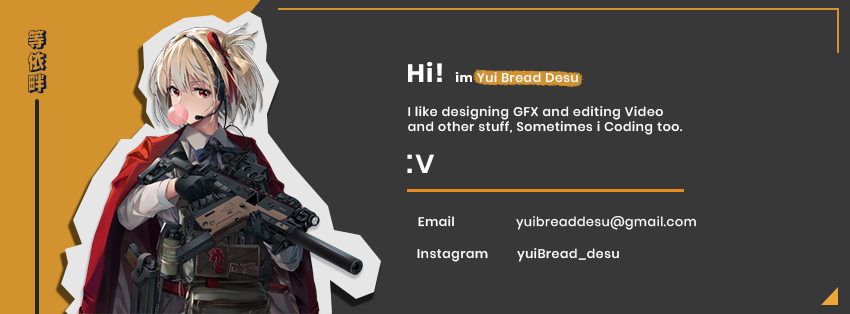 等依畔
Hi! im Yui Bread Desu
I like designing GFX and editing Video
and other stuff, Sometimes i Coding too.
:V
Email yuibreaddesu@gmail.com
Instagram yuiBread_desu